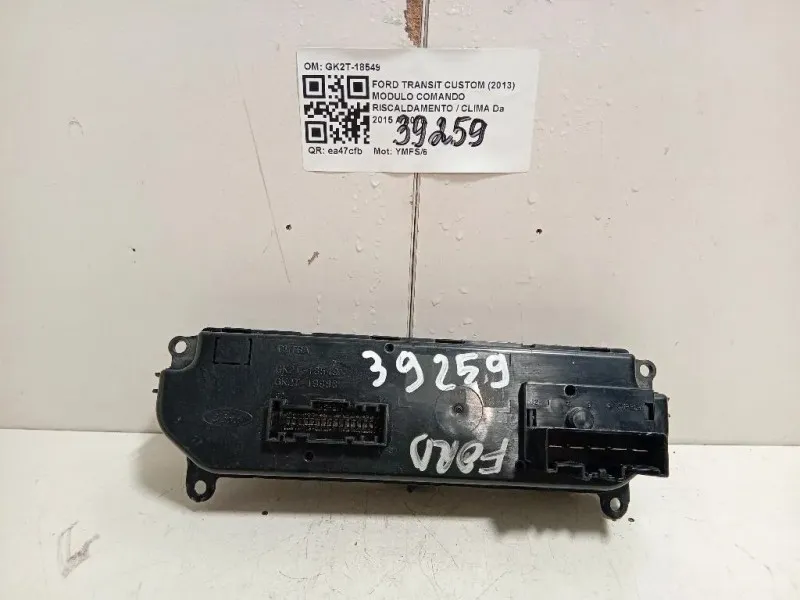 OM: GK2T-18549
FORD TRANSIT CUSTOM (2013)
MODULO COMANDO
RISCALDAMENTO / CLIMA Da
2015
39259
QR: ea47cfb Mot: YMFS/6
39259
FORD